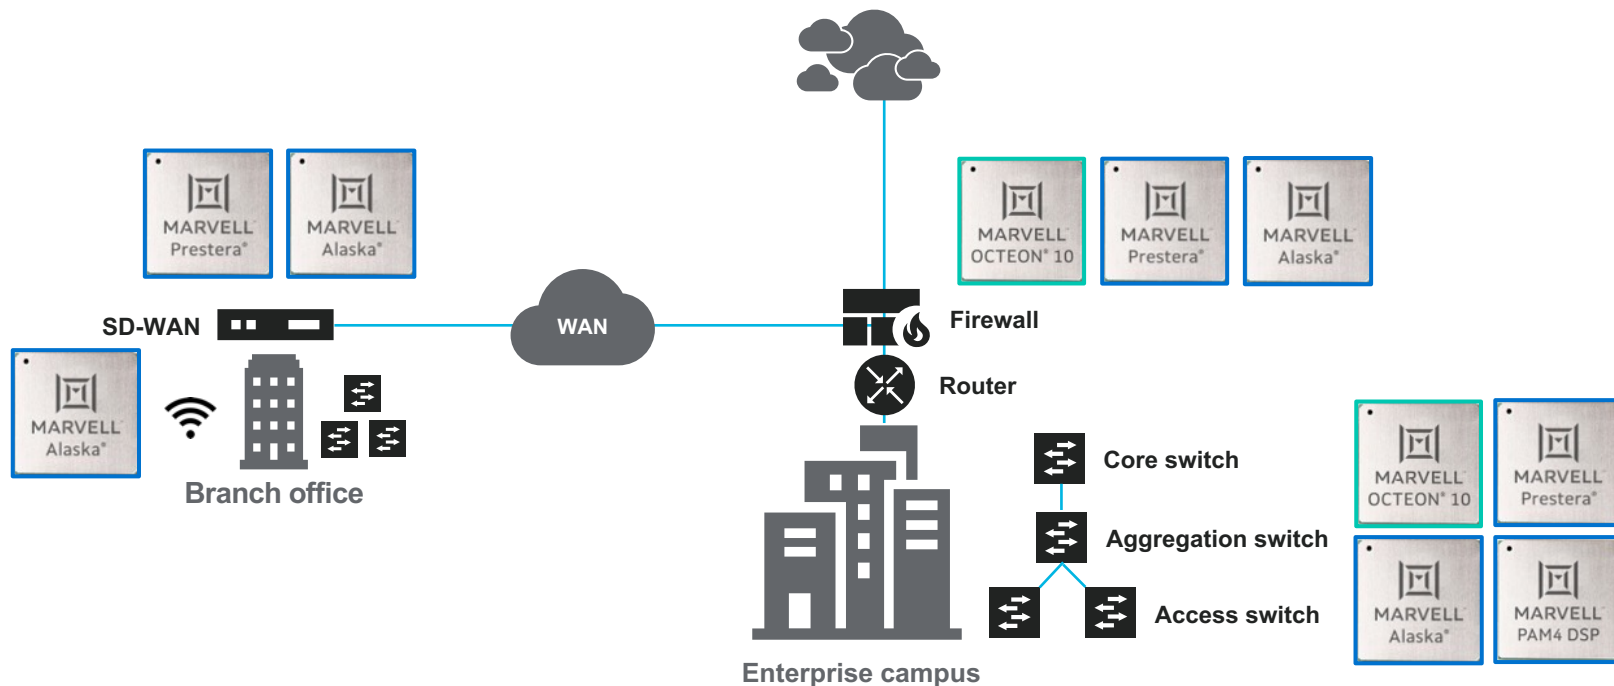 MARVELL
Prestera®
MARVELL
Alaska®
MARVELL
OCTEON® 10
MARVELL
Prestera®
MARVELL
Alaska®
SD-WAN
WAN
Firewall
Router
MARVELL
Alaska®
Branch office
Core switch
Aggregation switch
Access switch
MARVELL
OCTEON® 10
MARVELL
Prestera®
MARVELL
Alaska®
MARVELL
PAM4 DSP
Enterprise campus